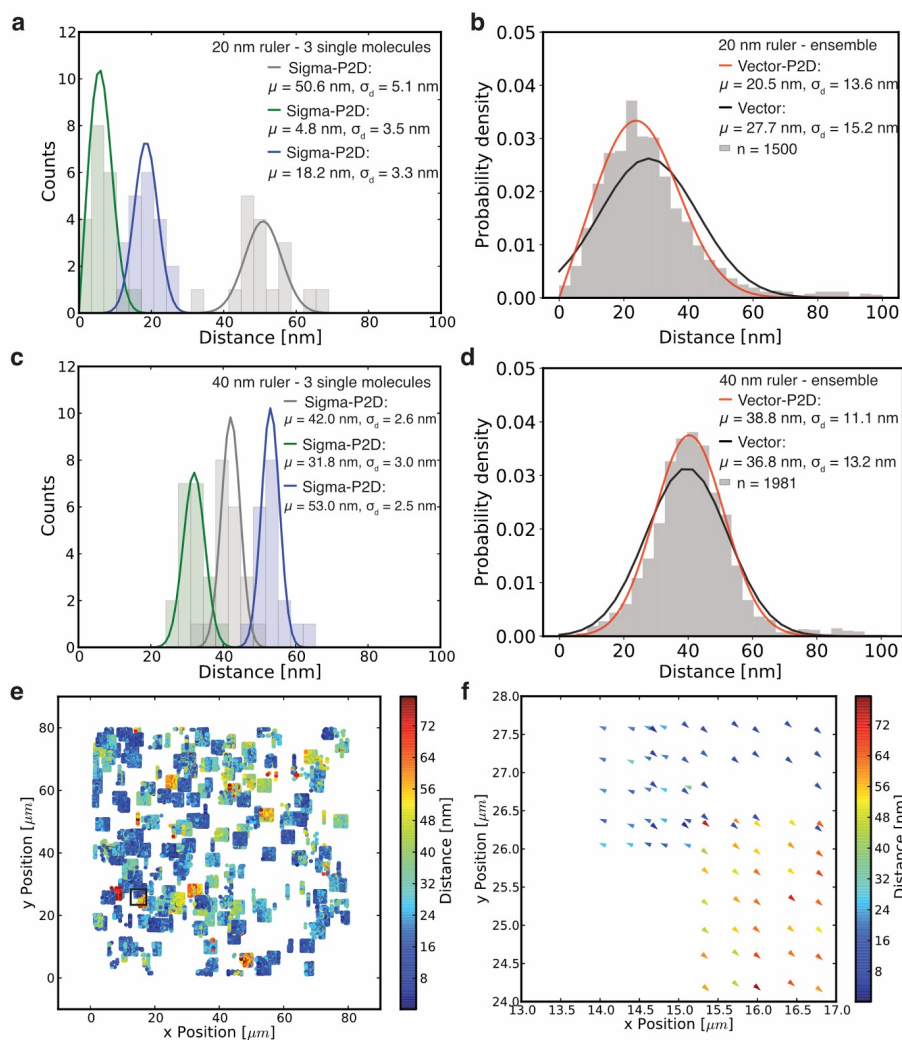 a
20 nm ruler - 3 single molecules
Sigma-P2D:
μ = 50.6 nm, σd = 5.1 nm
Sigma-P2D:
μ = 4.8 nm, σd = 3.5 nm
Sigma-P2D:
μ = 18.2 nm, σd = 3.3 nm
Counts
12
10
8
6
4
2
0
0 20 40 60 80 100
Distance [nm]
b
20 nm ruler - ensemble
Vector-P2D:
μ = 20.5 nm, σd = 13.6 nm
Vector:
μ = 27.7 nm, σd = 15.2 nm
n = 1500
Probability density
0.05
0.04
0.03
0.02
0.01
0.00
0 20 40 60 80 100
Distance [nm]
c
40 nm ruler - 3 single molecules
Sigma-P2D:
μ = 42.0 nm, σd = 2.6 nm
Sigma-P2D:
μ = 31.8 nm, σd = 3.0 nm
Sigma-P2D:
μ = 53.0 nm, σd = 2.5 nm
Counts
12
10
8
6
4
2
0
0 20 40 60 80 100
Distance [nm]
d
40 nm ruler - ensemble
Vector-P2D:
μ = 38.8 nm, σd = 11.1 nm
Vector:
μ = 36.8 nm, σd = 13.2 nm
n = 1981
Probability density
0.05
0.04
0.03
0.02
0.01
0.00
0 20 40 60 80 100
Distance [nm]
e
y Position [μm]
80
60
40
20
0
0 20 40 60 80
x Position [μm]
72
64
56
48
40
32
24
16
8
Distance [nm]
f
y Position [μm]
28.0
27.5
27.0
26.5
26.0
25.5
25.0
24.5
24.0
13.0 13.5 14.0 14.5 15.0 15.5 16.0 16.5 17.0
x Position [μm]
72
64
56
48
40
32
24
16
8
Distance [nm]